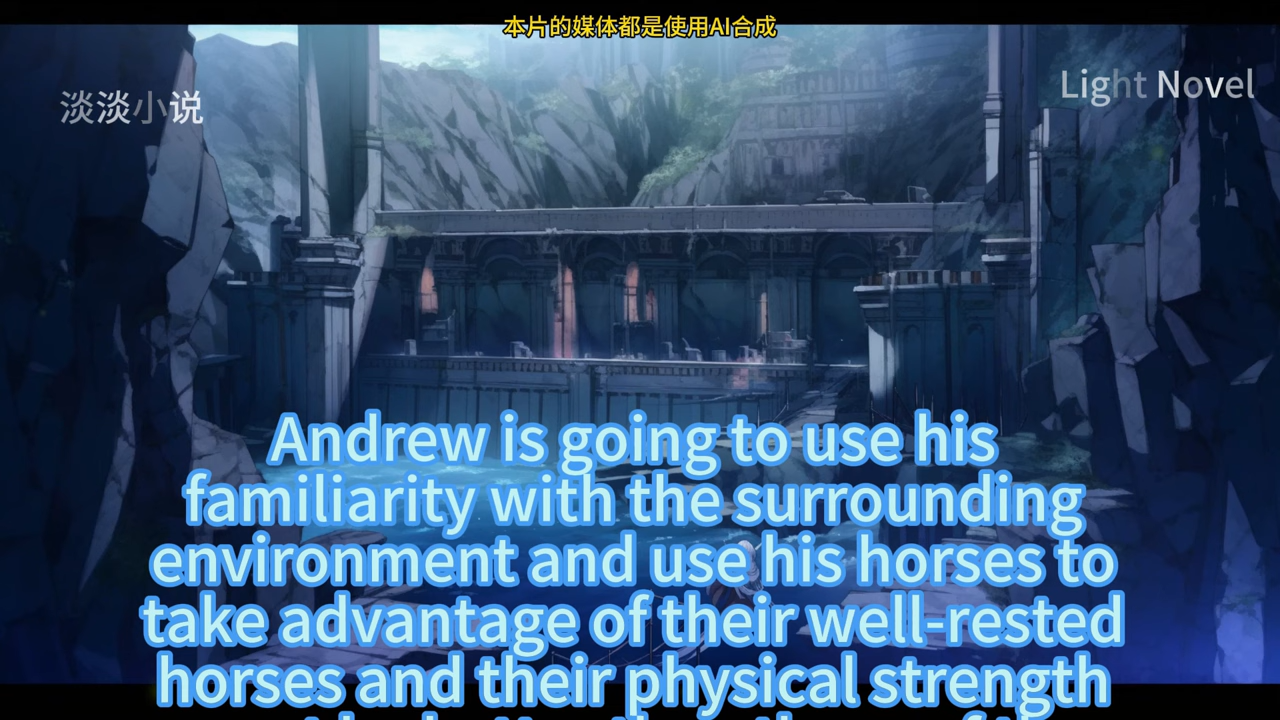 本片的媒体都是使用AI合成
淡淡小说
Light Novel
Andrew is going to use his
familiarity with the surrounding
environment and use his horses to
take advantage of their well-rested
horses and their physical strength